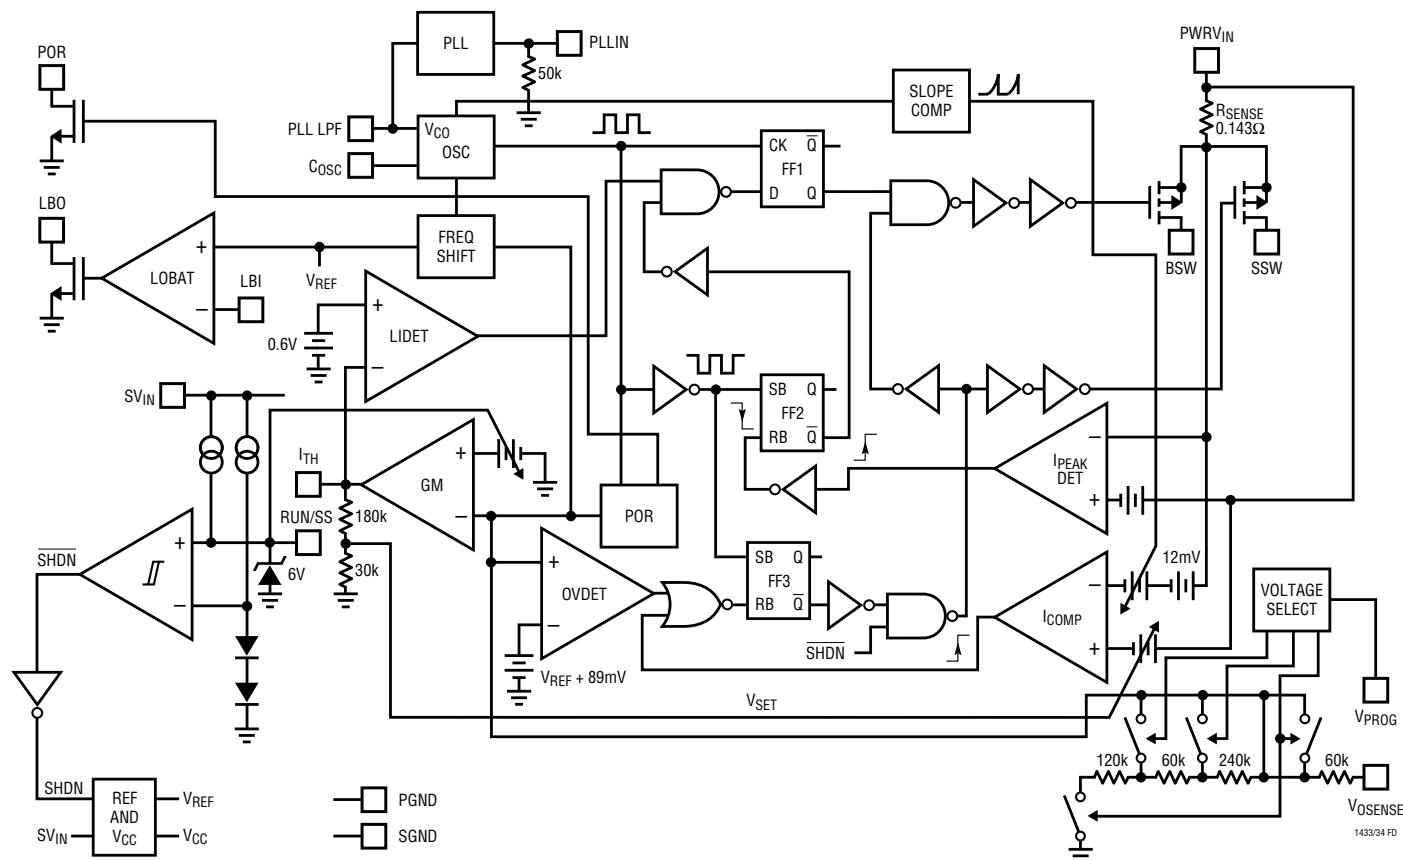 POR
PLL
PLLIN
50k
PWRVIN
RSENSE
0.143Ω
SLOPE
COMP
PLL LPF
COSC
VCO
OSC
CK
Q
FF1
D
Q
LBO
LOBAT
+
–
LBI
VREF
FREQ
SHIFT
BSW
SSW
0.6V
+
–
LIDET
SVIN
SB
Q
FF2
RB
Q
ITH
GM
+
–
IPEAK
DET
–
+
180k
POR
RUN/SS
SHDN
+
–
6V
30k
+
–
OVDET
SB
Q
FF3
RB
Q
12mV
–
+
ICOMP
VOLTAGE
SELECT
SHDN
VREF + 89mV
VSET
VPROG
120k
60k
240k
60k
VOSENSE
SHDN
REF
AND
VCC
VREF
SVIN
VCC
PGND
SGND
1433/34 FD